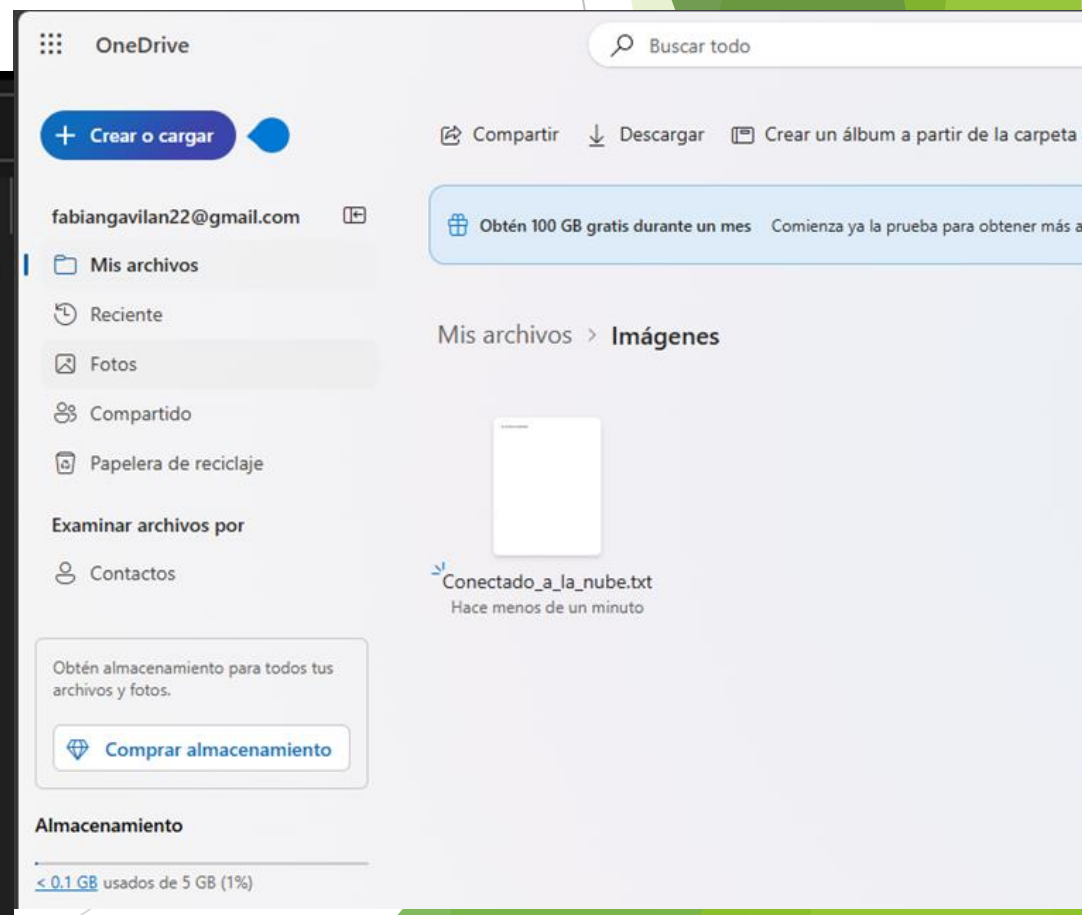 OneDrive
Buscar todo
+ Crear o cargar
Compartir
Descargar
Crear un álbum a partir de la carpeta
fabiangavilan22@gmail.com
Obtén 100 GB gratis durante un mes Comienza ya la prueba para obtener más a
Mis archivos
Reciente
Fotos
Compartido
Papelera de reciclaje
Examinar archivos por
Contactos
Mis archivos > Imágenes
Conectado_a_la_nube.txt
Hace menos de un minuto
Obtén almacenamiento para todos tus
archivos y fotos.
Comprar almacenamiento
Almacenamiento
< 0.1 GB usados de 5 GB (1%)